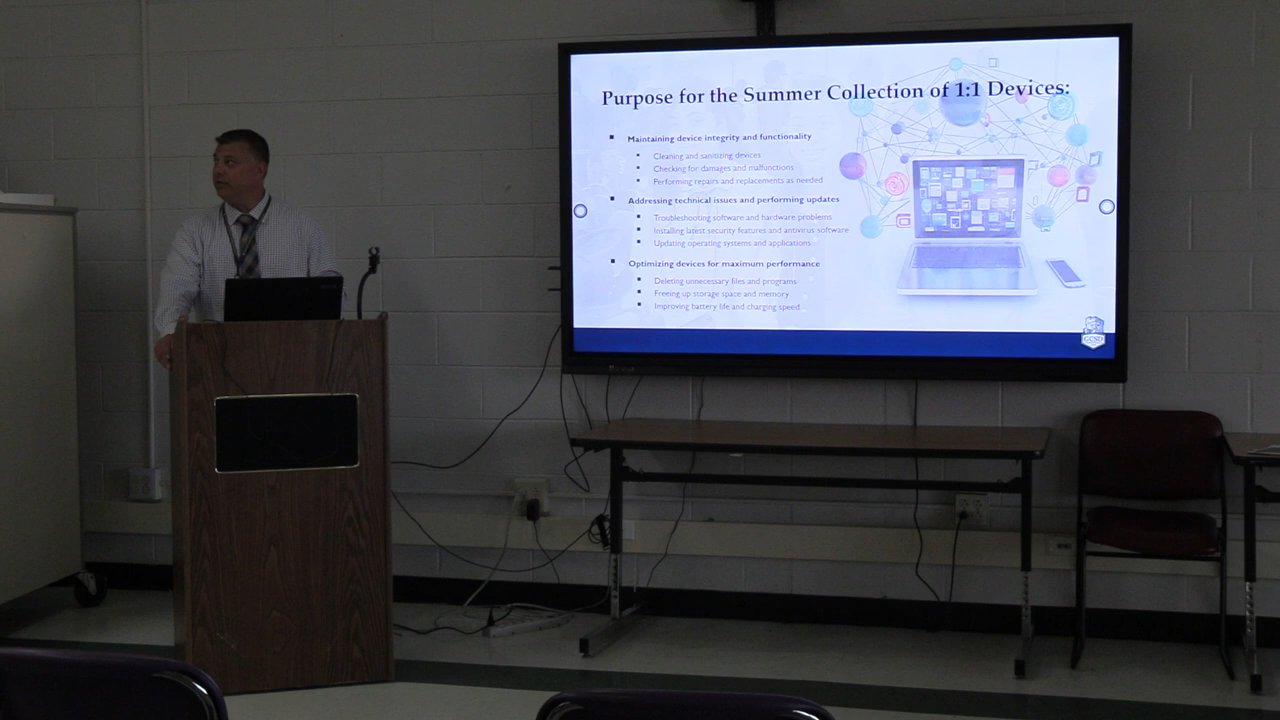 Purpose for the Summer Collection of 1:1 Devices:
Maintaining device integrity and functionality
Cleaning and sanitizing devices
Checking for damages and malfunctions
Performing repairs and replacements as needed
Addressing technical issues and performing updates
Troubleshooting software and hardware problems
Installing latest security features and antivirus software
Updating operating systems and applications
Optimizing devices for maximum performance
Deleting unnecessary files and programs
Freeing up storage space and memory
Improving battery life and charging speed
GCSD